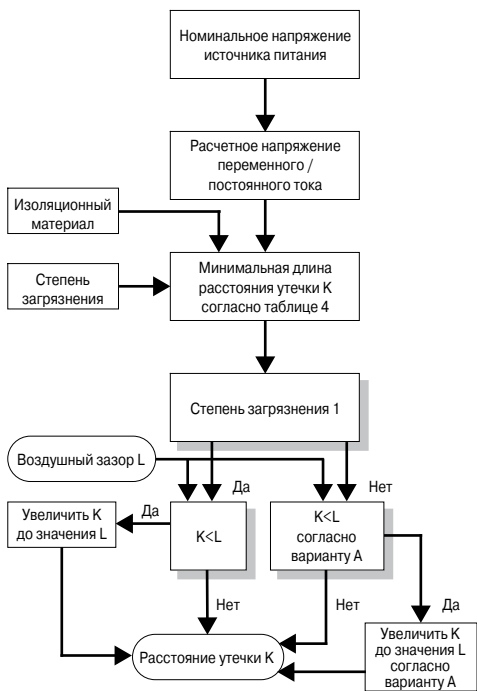 Номинальное напряжение
источника питания
Расчетное напряжение
переменного /
постоянного тока
Изоляционный
материал
Степень
загрязнения
Минимальная длина
расстояния утечки K
согласно таблице 4
Степень загрязнения 1
Воздушный зазор L
Да
Нет
Увеличить K
до значения L
Да
K<L
K<L
согласно
варианту A
Нет
Нет
Да
Расстояние утечки K
Увеличить K
до значения L
согласно
варианту A